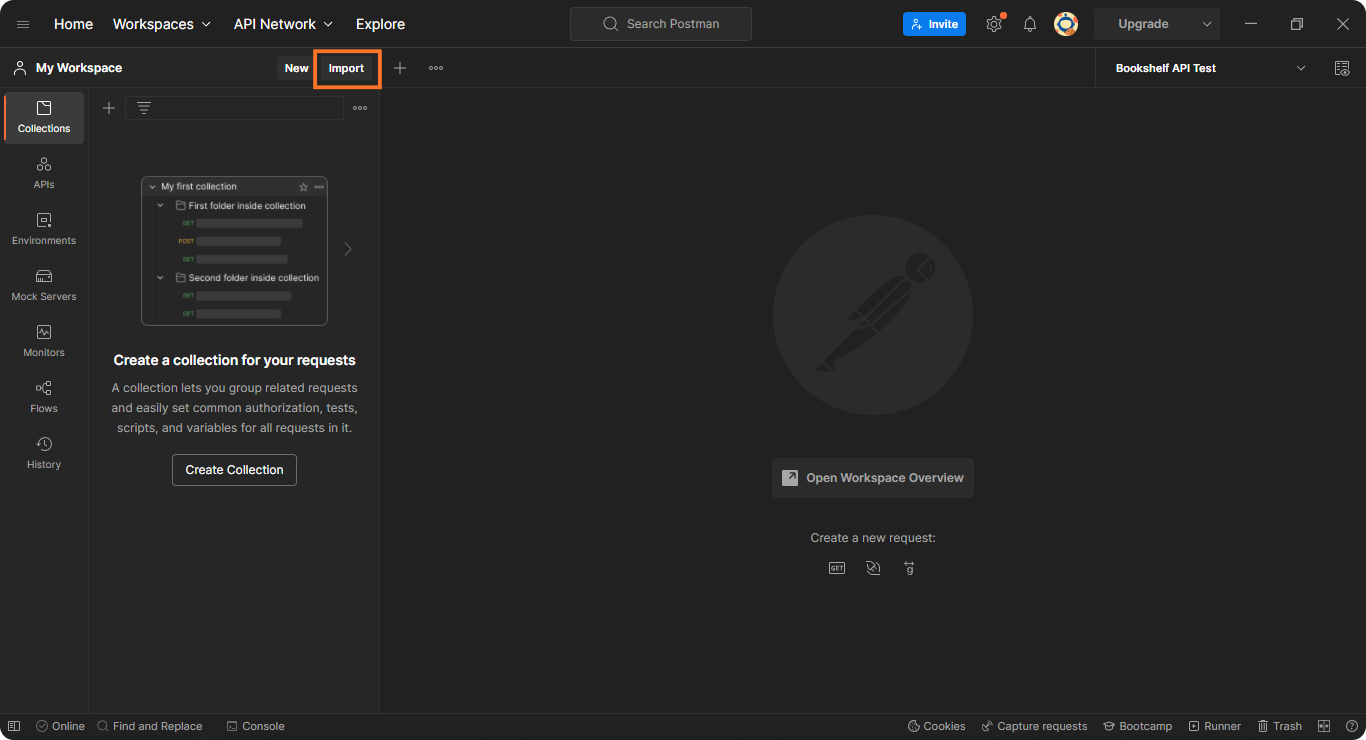 Home Workspaces API Network Explore Search Postman Invite Upgrade
My Workspace New Import Bookshelf API Test
Collections
APIs
Environments
Mock Servers
Monitors
Flows
History
My first collection
First folder inside collection
GET
POST
GET
Second folder inside collection
GET
GET
Create a collection for your requests
A collection lets you group related requests
and easily set common authorization, tests,
scripts, and variables for all requests in it.
Create Collection
Open Workspace Overview
Create a new request:
GET
Online Find and Replace Console Cookies Capture requests Bootcamp Runner Trash